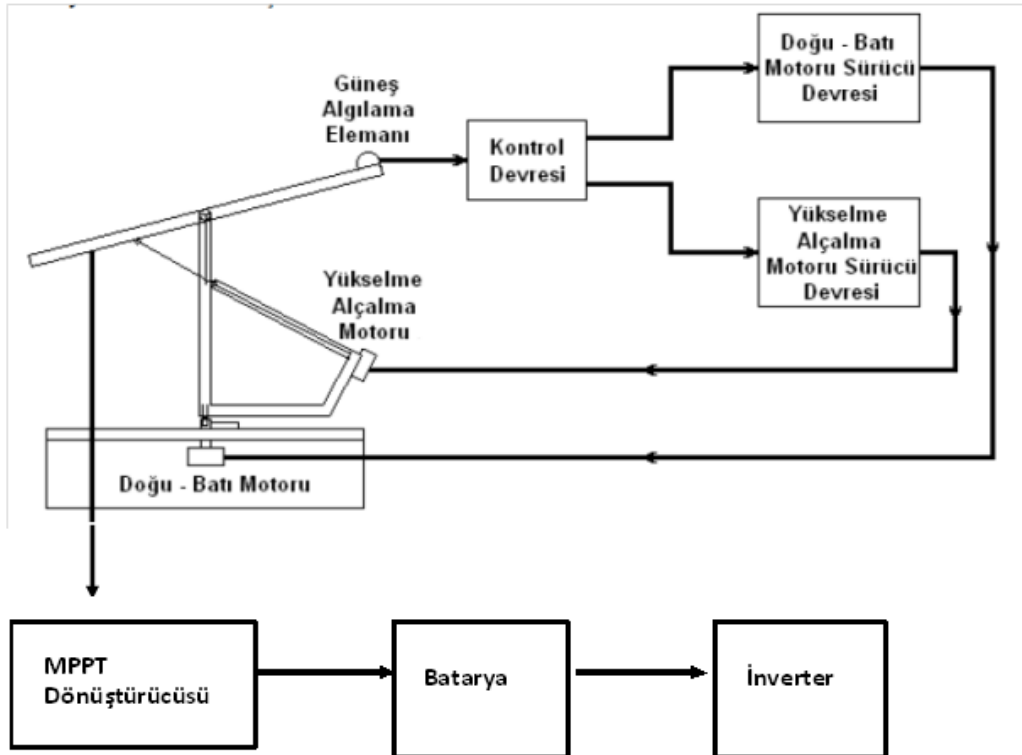 Güneş
Algılama
Elemanı
Kontrol
Devresi
Doğu - Batı
Motoru Sürücü
Devresi
Yükselme
Alçalma
Motoru Sürücü
Devresi
Yükselme
Alçalma
Motoru
Doğu - Batı Motoru
MPPT
Dönüştürücüsü
Batarya
İnverter